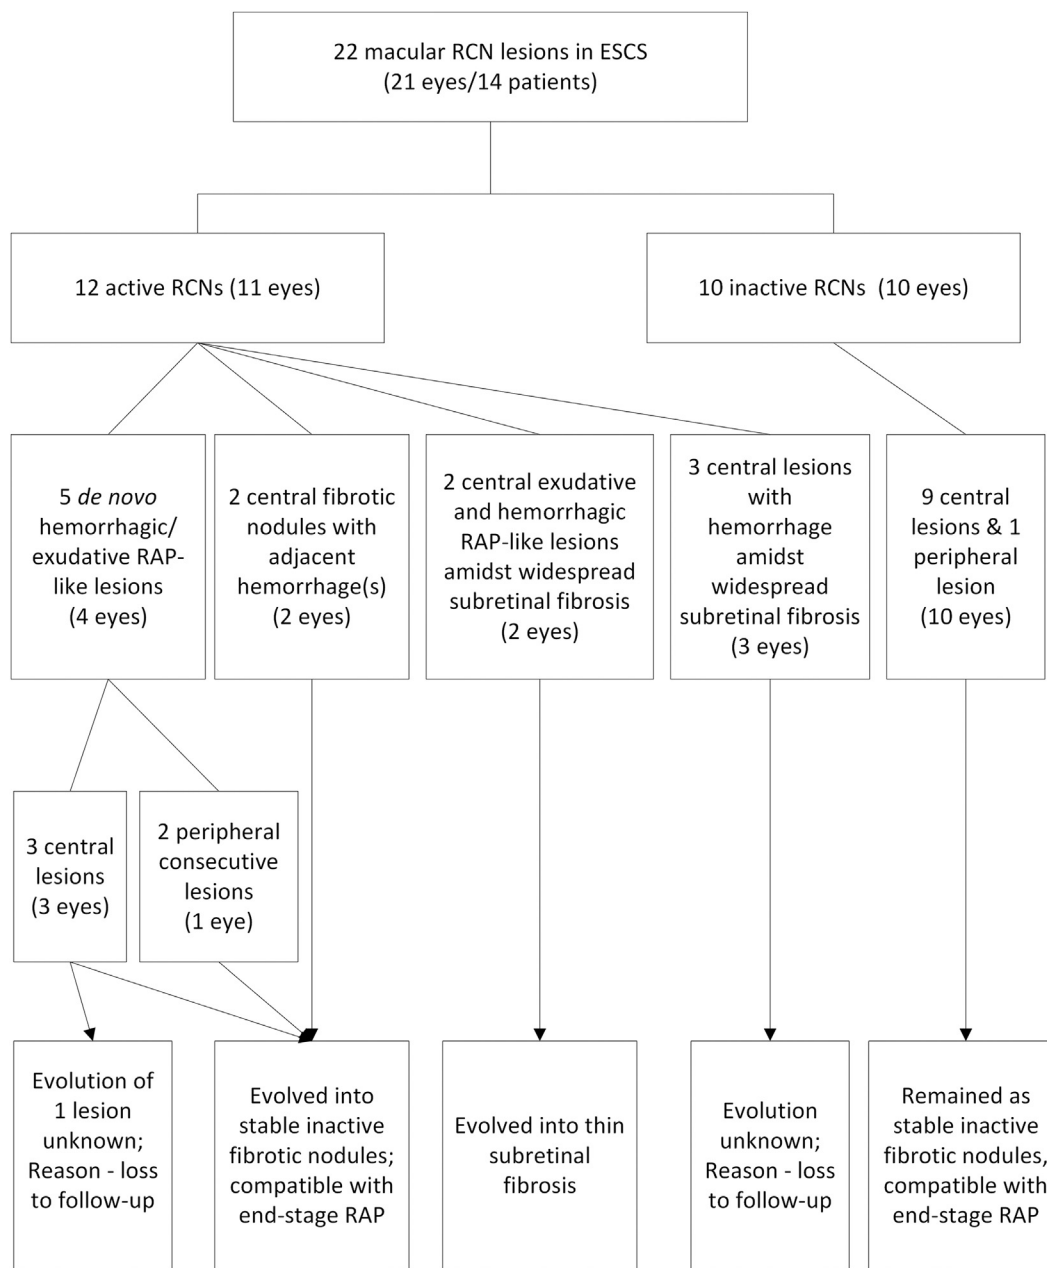 22 macular RCN lesions in ESCS
(21 eyes/14 patients)
12 active RCNs (11 eyes)
10 inactive RCNs (10 eyes)
5 de novo
hemorrhagic/
exudative RAP-
like lesions
(4 eyes)
2 central fibrotic
nodules with
adjacent
hemorrhage(s)
(2 eyes)
2 central exudative
and hemorrhagic
RAP-like lesions
amidst widespread
subretinal fibrosis
(2 eyes)
3 central lesions
with
hemorrhage
amidst
widespread
subretinal fibrosis
(3 eyes)
9 central
lesions & 1
peripheral
lesion
(10 eyes)
3 central
lesions
(3 eyes)
2 peripheral
consecutive
lesions
(1 eye)
Evolution of
1 lesion
unknown;
Reason - loss
to follow-up
Evolved into
stable inactive
fibrotic nodules;
compatible with
end-stage RAP
Evolved into thin
subretinal
fibrosis
Evolution
unknown;
Reason - loss
to follow-up
Remained as
stable inactive
fibrotic nodules,
compatible with
end-stage RAP